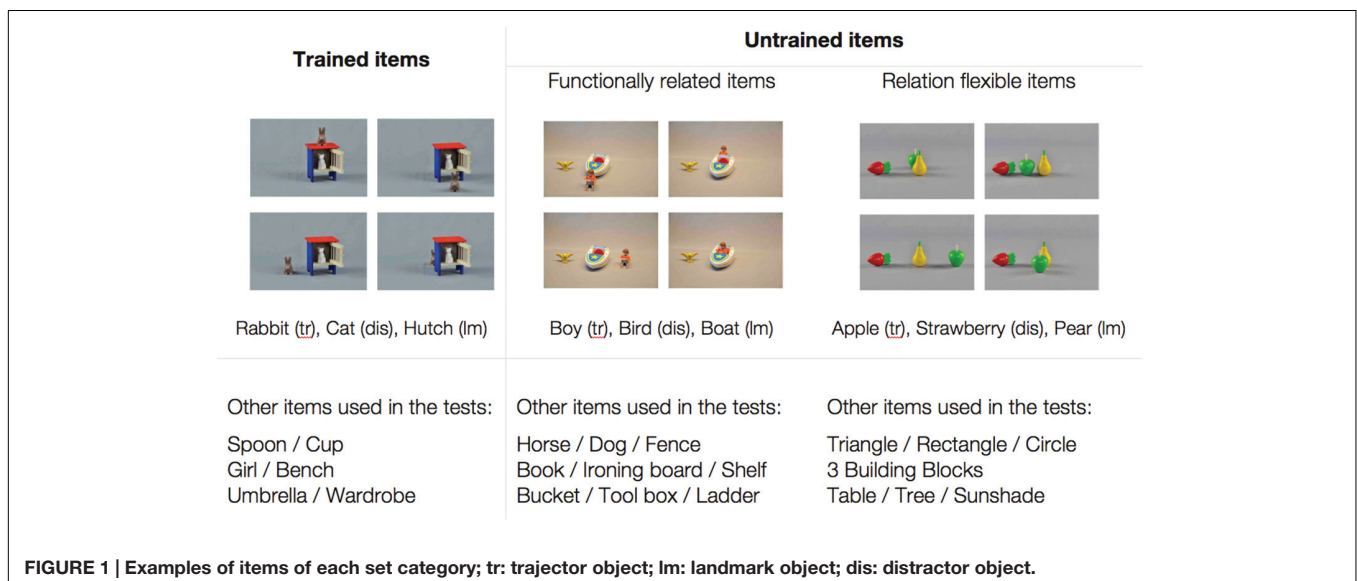 Trained items
Untrained items
Functionally related items
Relation flexible items
Rabbit (tr), Cat (dis), Hutch (lm)
Boy (tr), Bird (dis), Boat (lm)
Apple (tr), Strawberry (dis), Pear (lm)
Other items used in the tests:
Spoon / Cup
Girl / Bench
Umbrella / Wardrobe
Other items used in the tests:
Horse / Dog / Fence
Book / Ironing board / Shelf
Bucket / Tool box / Ladder
Other items used in the tests:
Triangle / Rectangle / Circle
3 Building Blocks
Table / Tree / Sunshade
FIGURE 1 | Examples of items of each set category; tr: trajector object; lm: landmark object; dis: distractor object.